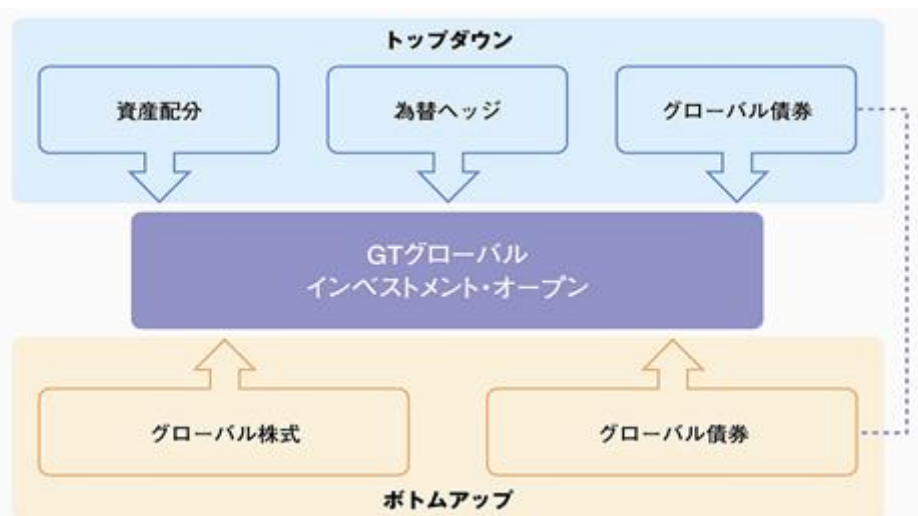 トップダウン
資産配分
為替ヘッジ
グローバル債券
GTグローバル
インベストメント・オープン
グローバル株式
グローバル債券
ボトムアップ